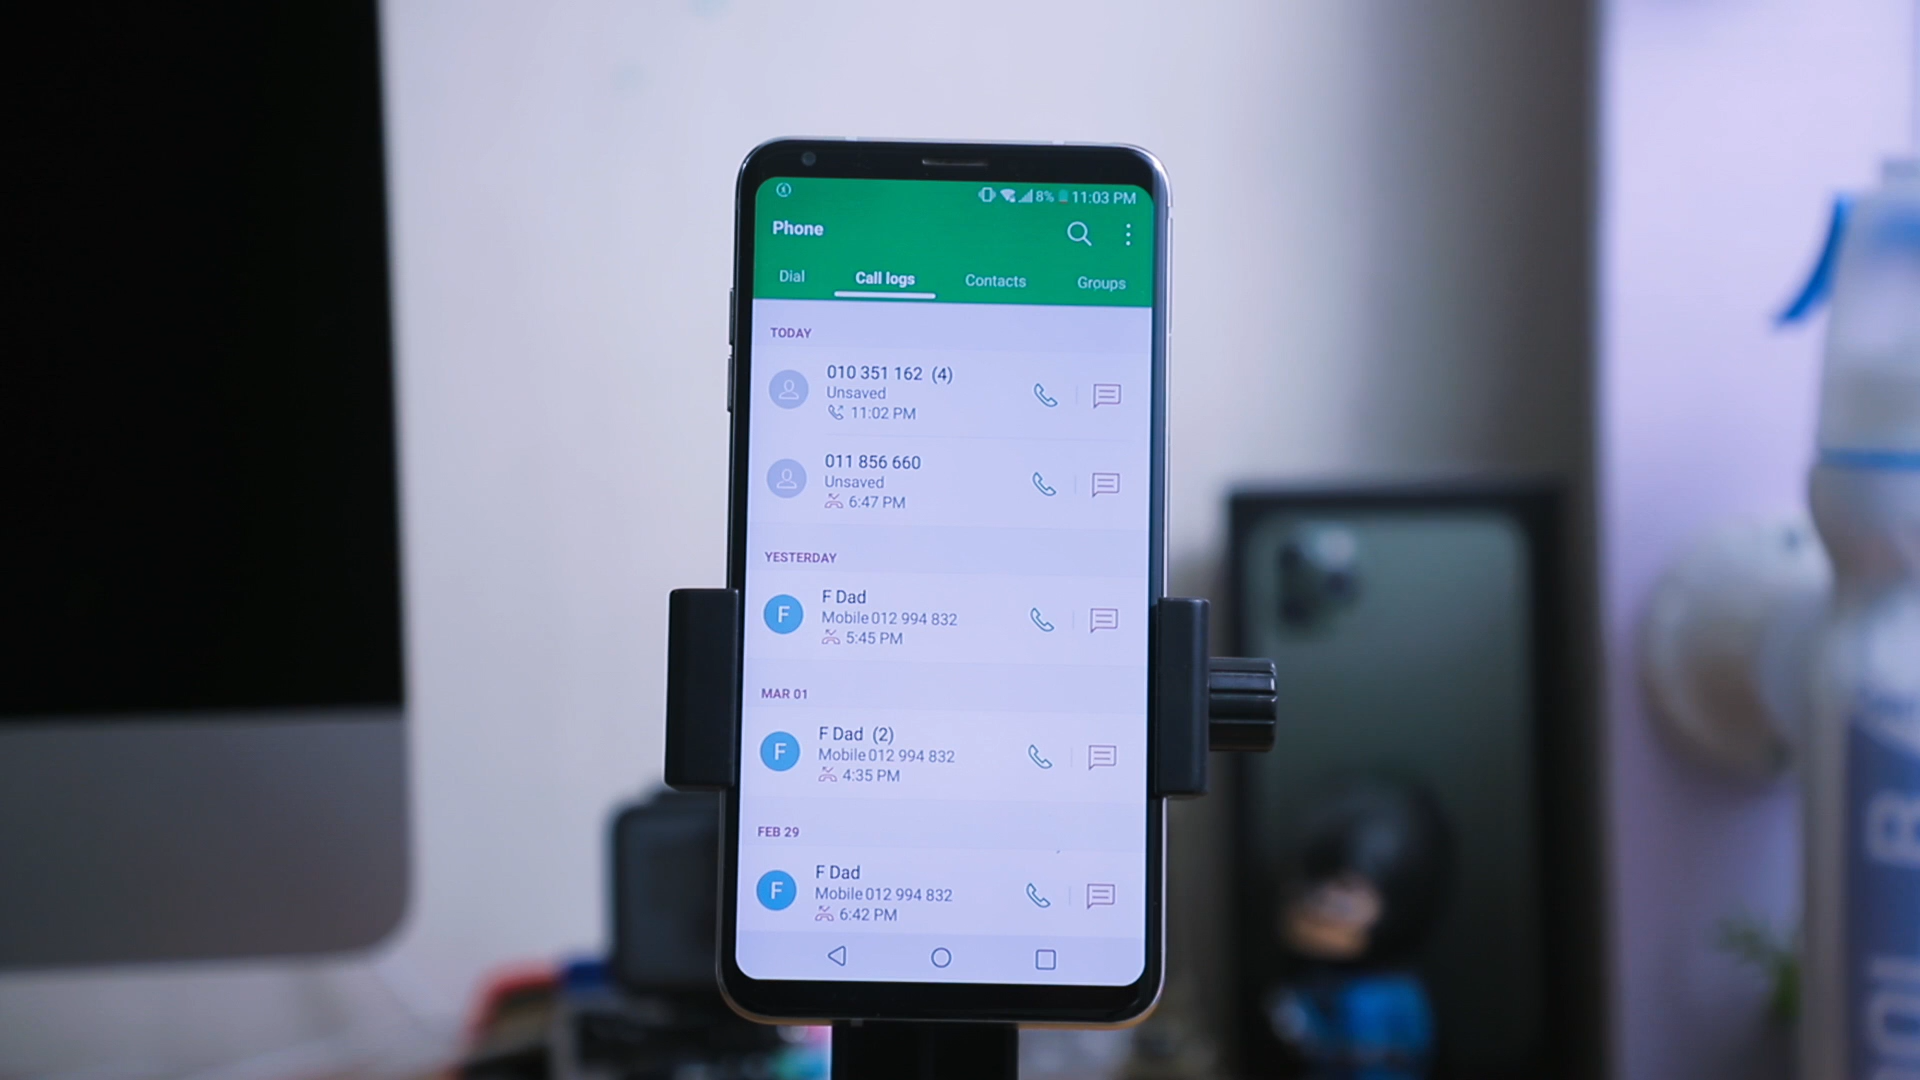 8% 11:03 PM
Phone
Dial Call logs Contacts Groups
TODAY
010 351 162 (4)
Unsaved
11:02 PM
011 856 660
Unsaved
6:47 PM
YESTERDAY
F
F Dad
Mobile 012 994 832
5:45 PM
MAR 01
F
F Dad (2)
Mobile 012 994 832
4:35 PM
FEB 29
F
F Dad
Mobile 012 994 832
6:42 PM